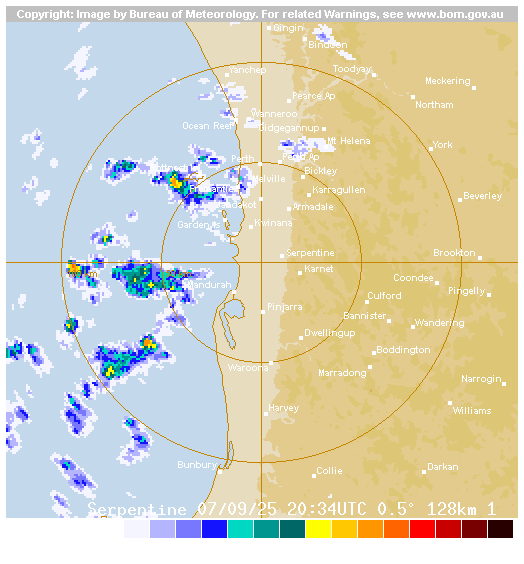 Copyright: Image by Bureau of Meteorology. For related Warnings, see www.bom.gov.au
Gingin
Bindoon
Toodyay
Yanchep
Meckering
Pearce Ap
Northam
Wanneroo
Ocean Reef
Gidgegannup
Mt Helena
York
Perth
Perth Ap
Bickley
Melville
Karragullen
Beverley
Armadale
Kwinana
Garden Is
Serpentine
Brookton
Karnet
Coondee
Mandurah
Pingelly
Culford
Pinjarra
Bannister
Wandering
Dwellingup
Boddington
Waroona
Marradong
Narrogin
Harvey
Williams
Bunbury
Collie
Darkan
Serpentine 07/09/25 20:34UTC 0.5° 128km 1